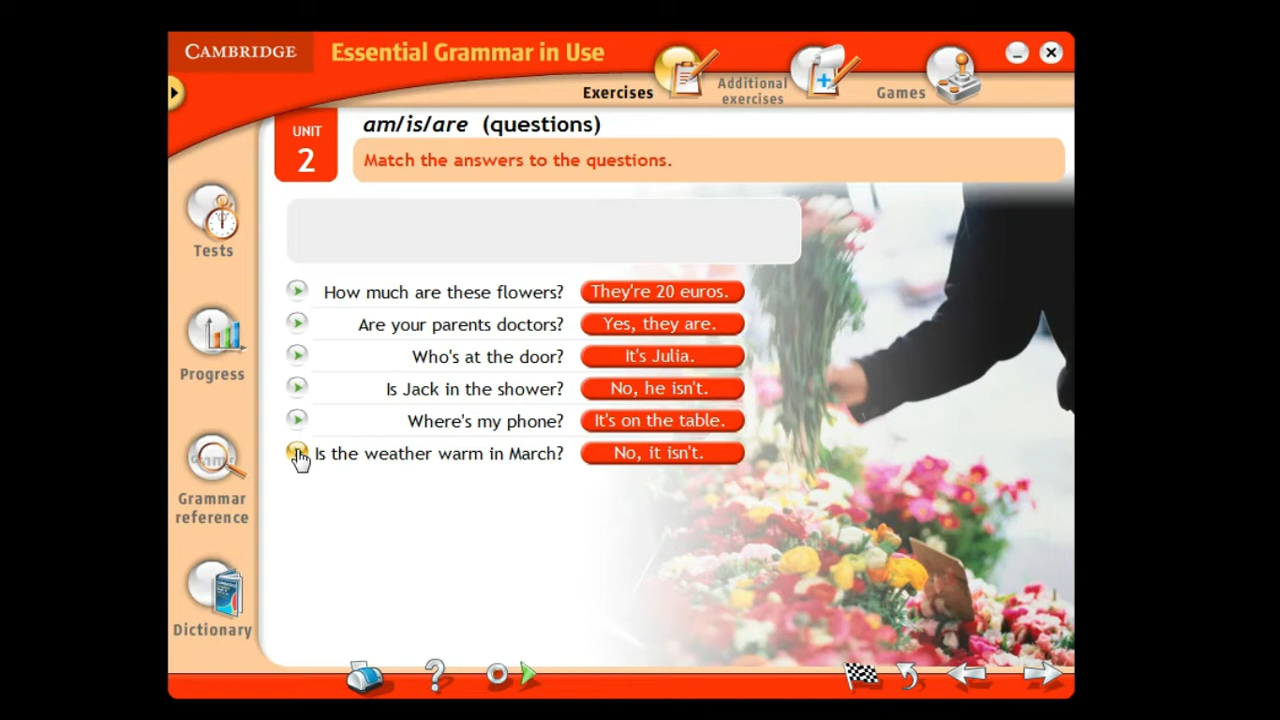 CAMBRIDGE
Essential Grammar in Use
Exercises
Additional
exercises
Games
UNIT
2
am/is/are (questions)
Match the answers to the questions.
Tests
Progress
Grammar
reference
Dictionary
How much are these flowers? They're 20 euros.
Are your parents doctors? Yes, they are.
Who's at the door? It's Julia.
Is Jack in the shower? No, he isn't.
Where's my phone? It's on the table.
Is the weather warm in March? No, it isn't.
?